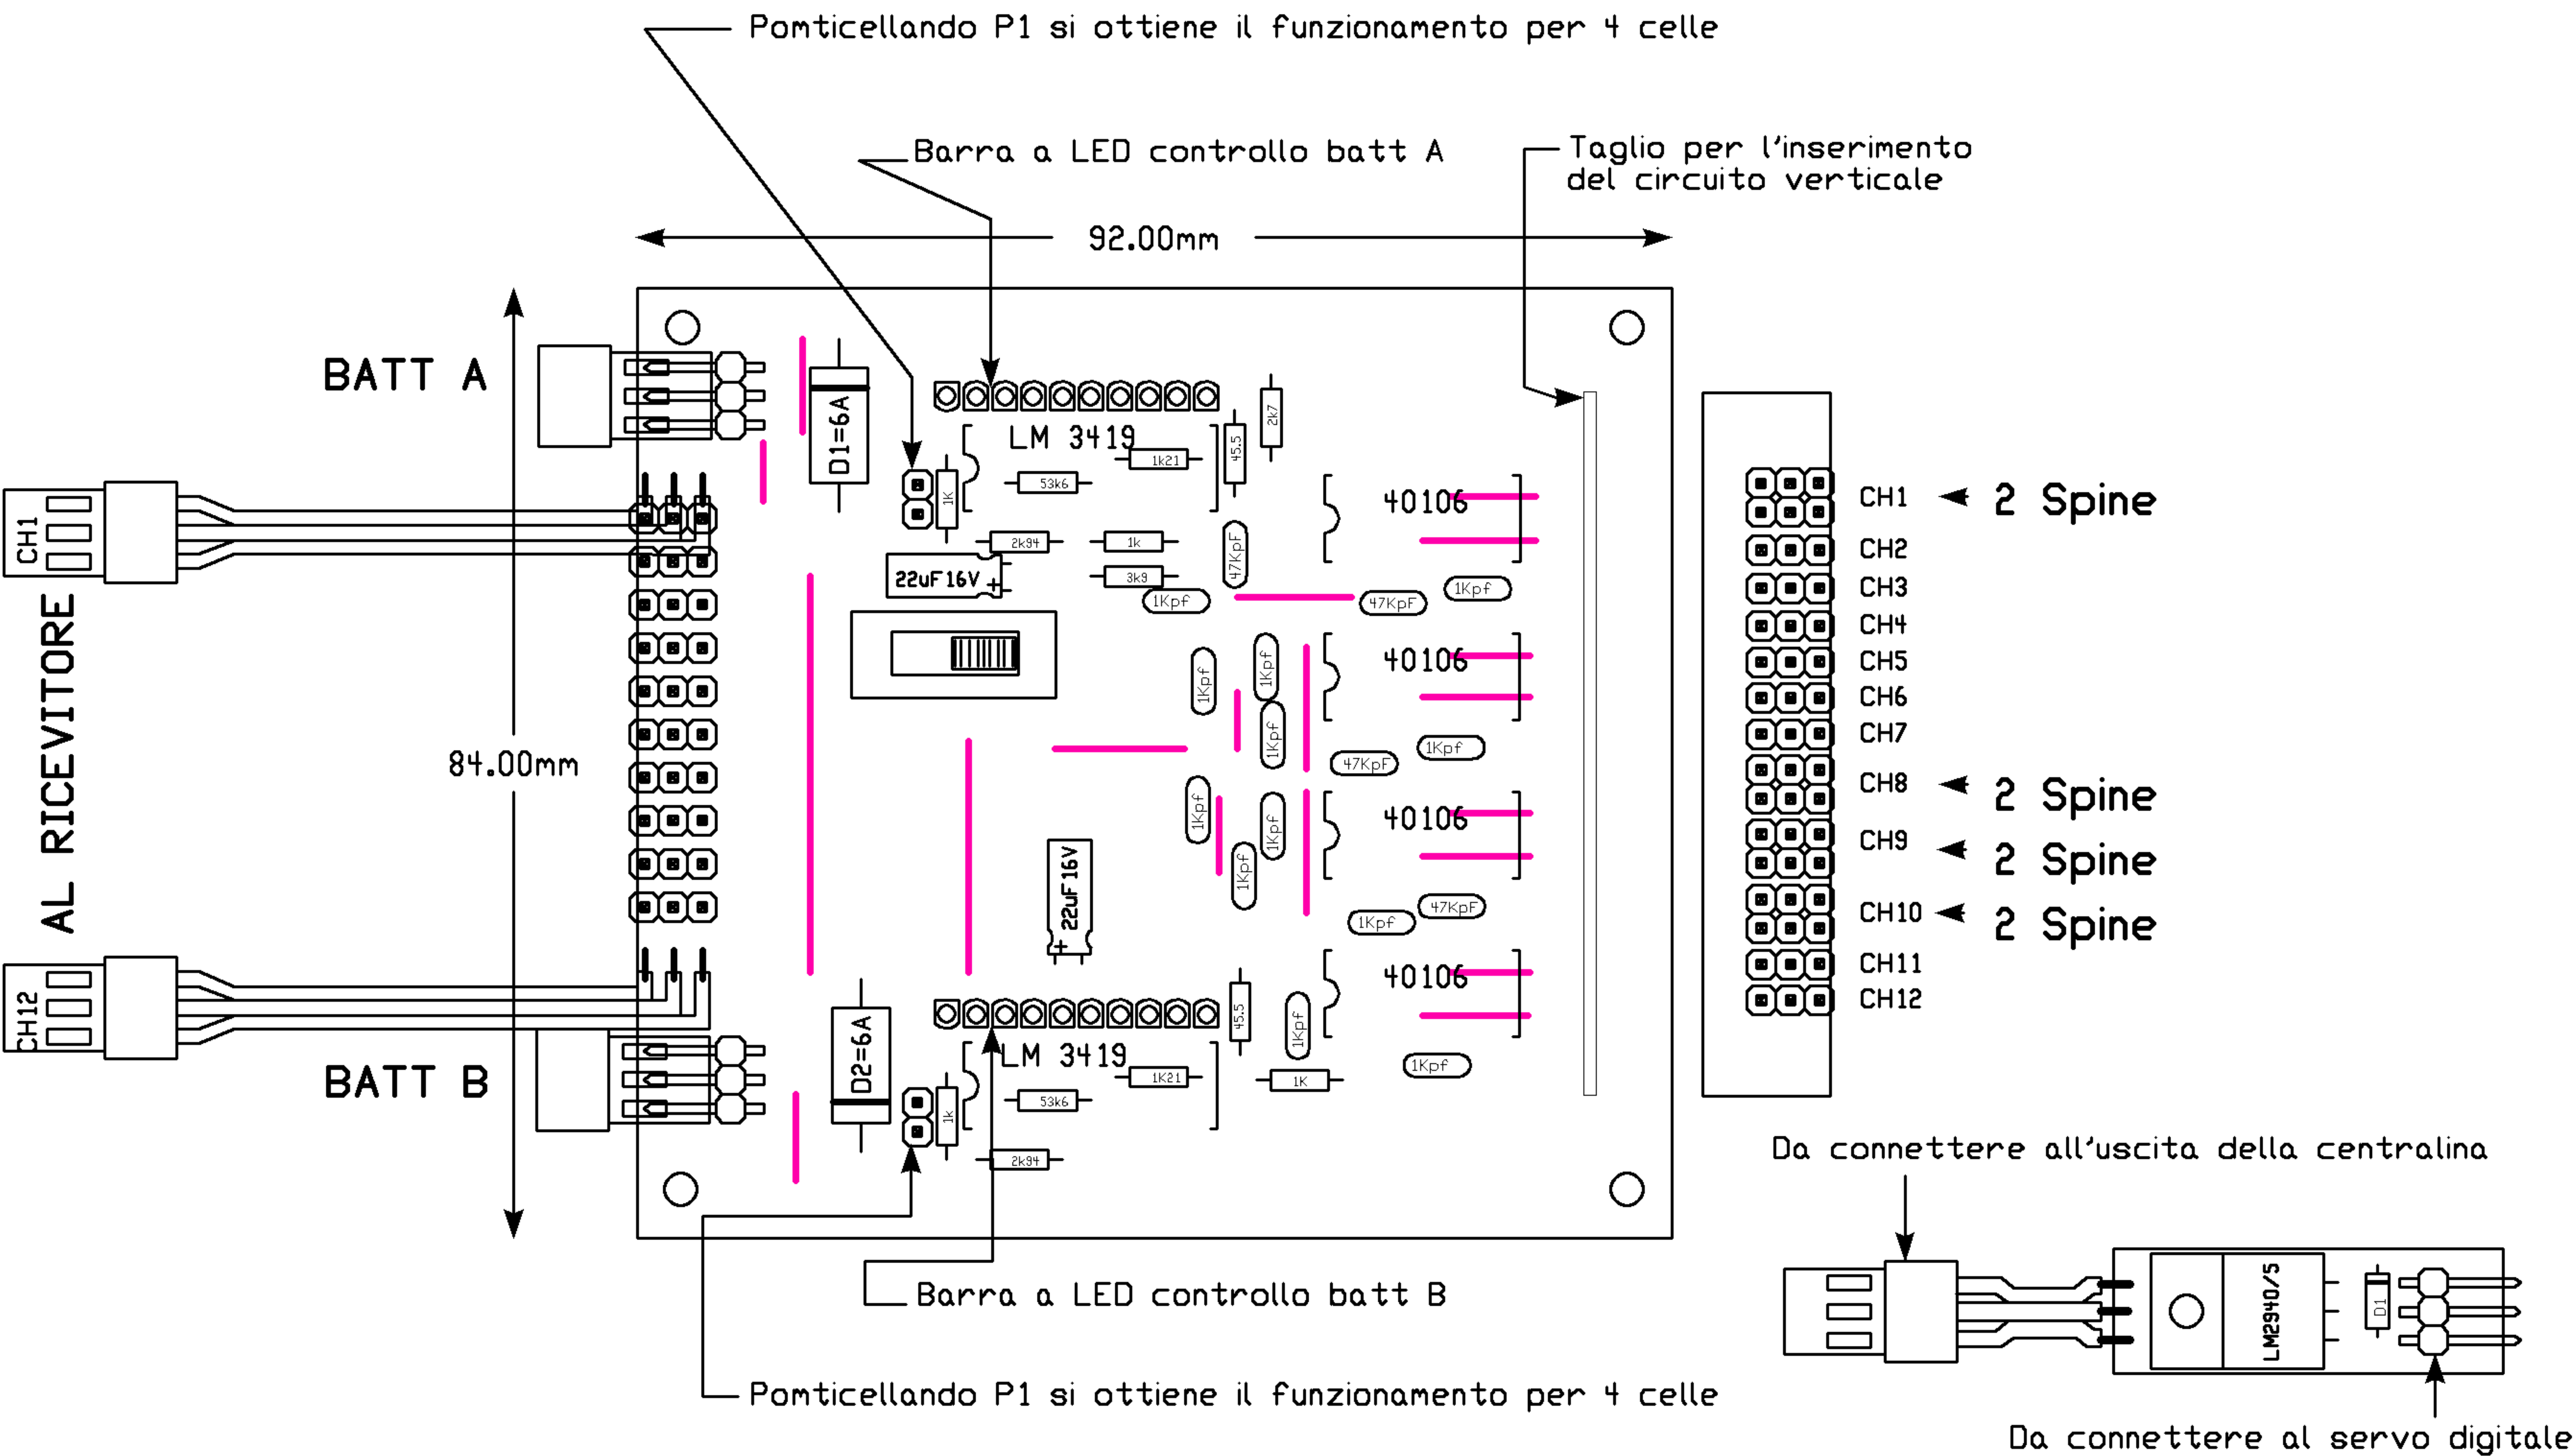 Pomticellando P1 si ottiene il funzionamento per 4 celle
Barra a LED controllo batt A
Taglio per l'inserimento
del circuito verticale
92.00mm
BATT A
D1=6A
LM 3419
1k21
45.5
2k7
53k6
1K
2k94
1k
3k9
47KpF
22uF16V
1Kpf
47KpF
1Kpf
40106
CH1
AL RICEVITORE
84.00mm
1Kpf
1Kpf
1Kpf
40106
47KpF
1Kpf
1Kpf
1Kpf
1Kpf
40106
22uF16V
1Kpf
47KpF
40106
CH12
BATT B
D2=6A
LM 3419
45.5
1Kpf
1Kpf
1K21
1K
53k6
1k
2k94
CH1 2 Spine
CH2
CH3
CH4
CH5
CH6
CH7
CH8 2 Spine
CH9 2 Spine
CH10 2 Spine
CH11
CH12
Da connettere all'uscita della centralina
Barra a LED controllo batt B
LM2940/5
D1
Pomticellando P1 si ottiene il funzionamento per 4 celle
Da connettere al servo digitale